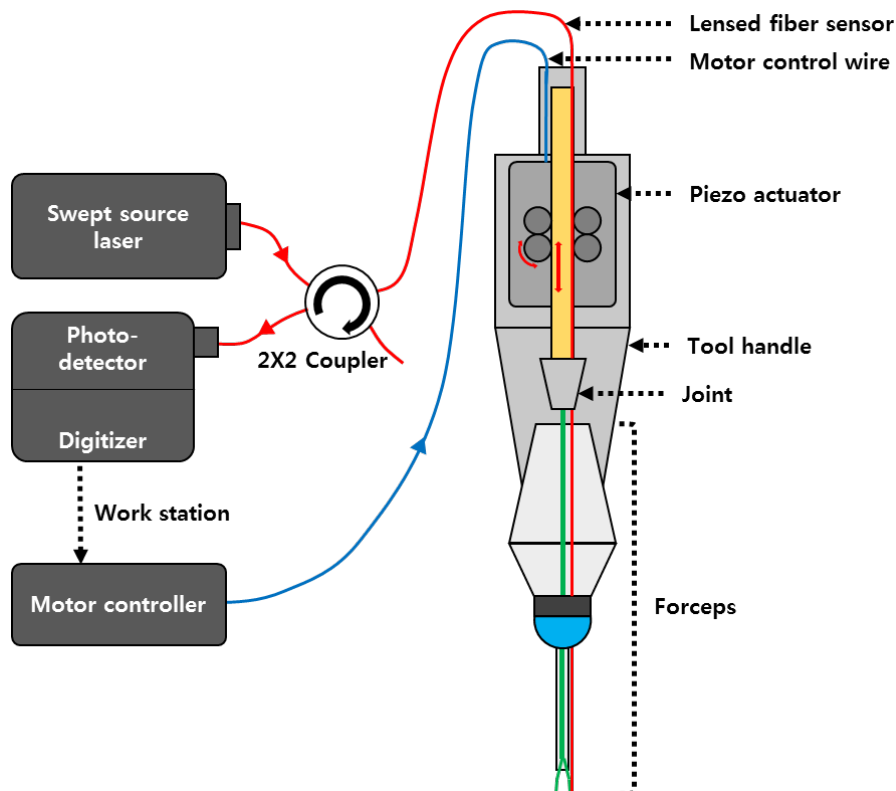 Lensed fiber sensor
Motor control wire
Piezo actuator
Swept source
laser
Photo-
detector
2X2 Coupler
Tool handle
Joint
Digitizer
Work station
Motor controller
Forceps